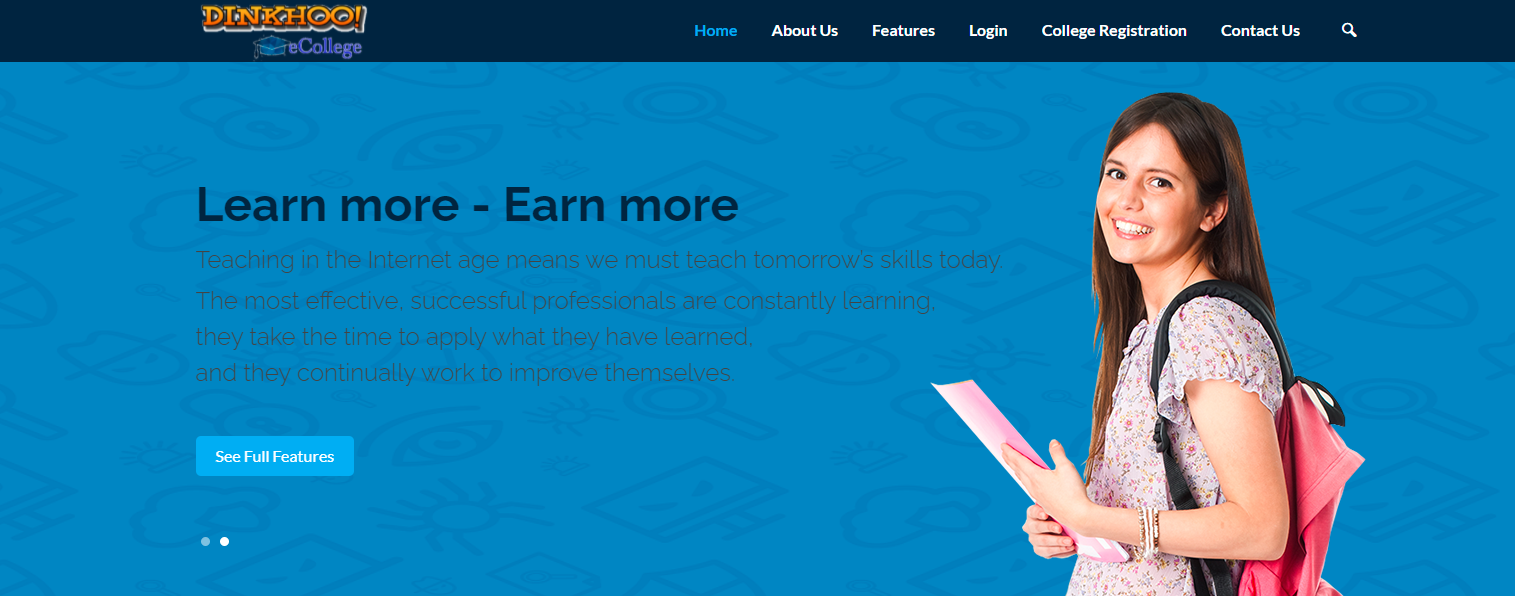 DINKHOO!
eCollege
Home About Us Features Login College Registration Contact Us
Learn more - Earn more
Teaching in the Internet age means we must teach tomorrow's skills today.
The most effective, successful professionals are constantly learning,
they take the time to apply what they have learned,
and they continually work to improve themselves.
See Full Features